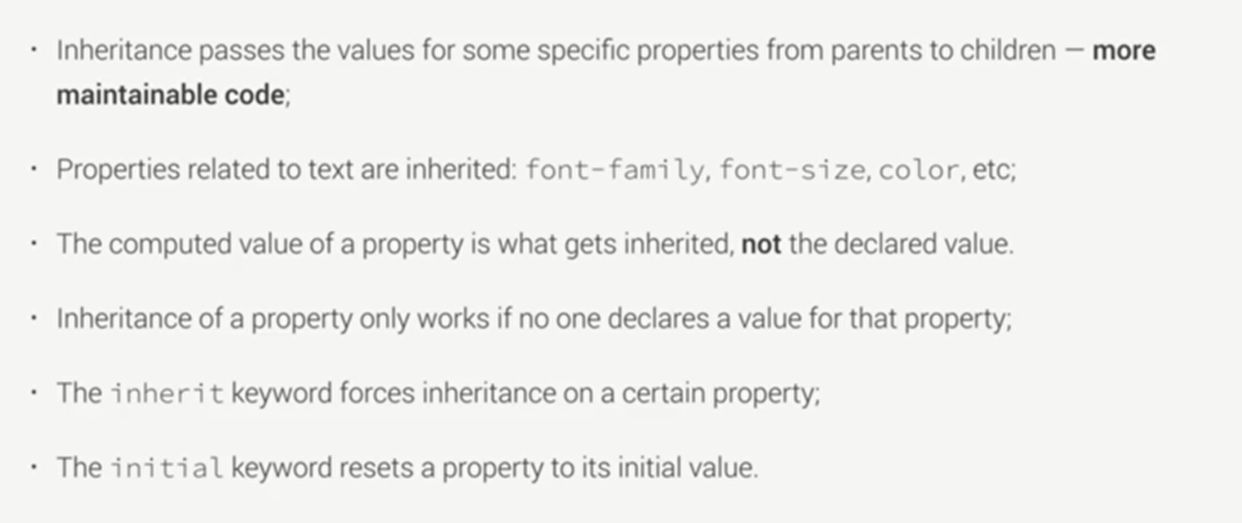 · Inheritance passes the values for some specific properties from parents to children — more
maintainable code;
· Properties related to text are inherited: font-family, font-size, color, etc;
· The computed value of a property is what gets inherited, not the declared value.
· Inheritance of a property only works if no one declares a value for that property;
· The inherit keyword forces inheritance on a certain property;
· The initial keyword resets a property to its initial value.